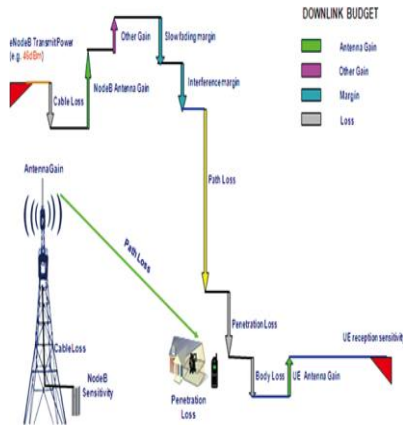 DOWNLINK BUDGET
Antenna Gain
Other Gain
Margin
Loss
eNodeB Transmit Power
(e.g. 46dBm)
Cable Loss
NodeB Antenna Gain
Other Gain
Slow fading margin
Interference margin
Path Loss
Penetration Loss
Body Loss
UE Antenna Gain
UE reception sensitivity
AntennaGain
Path Loss
CableLoss
NodeB
Sensitivity
Penetration
Loss